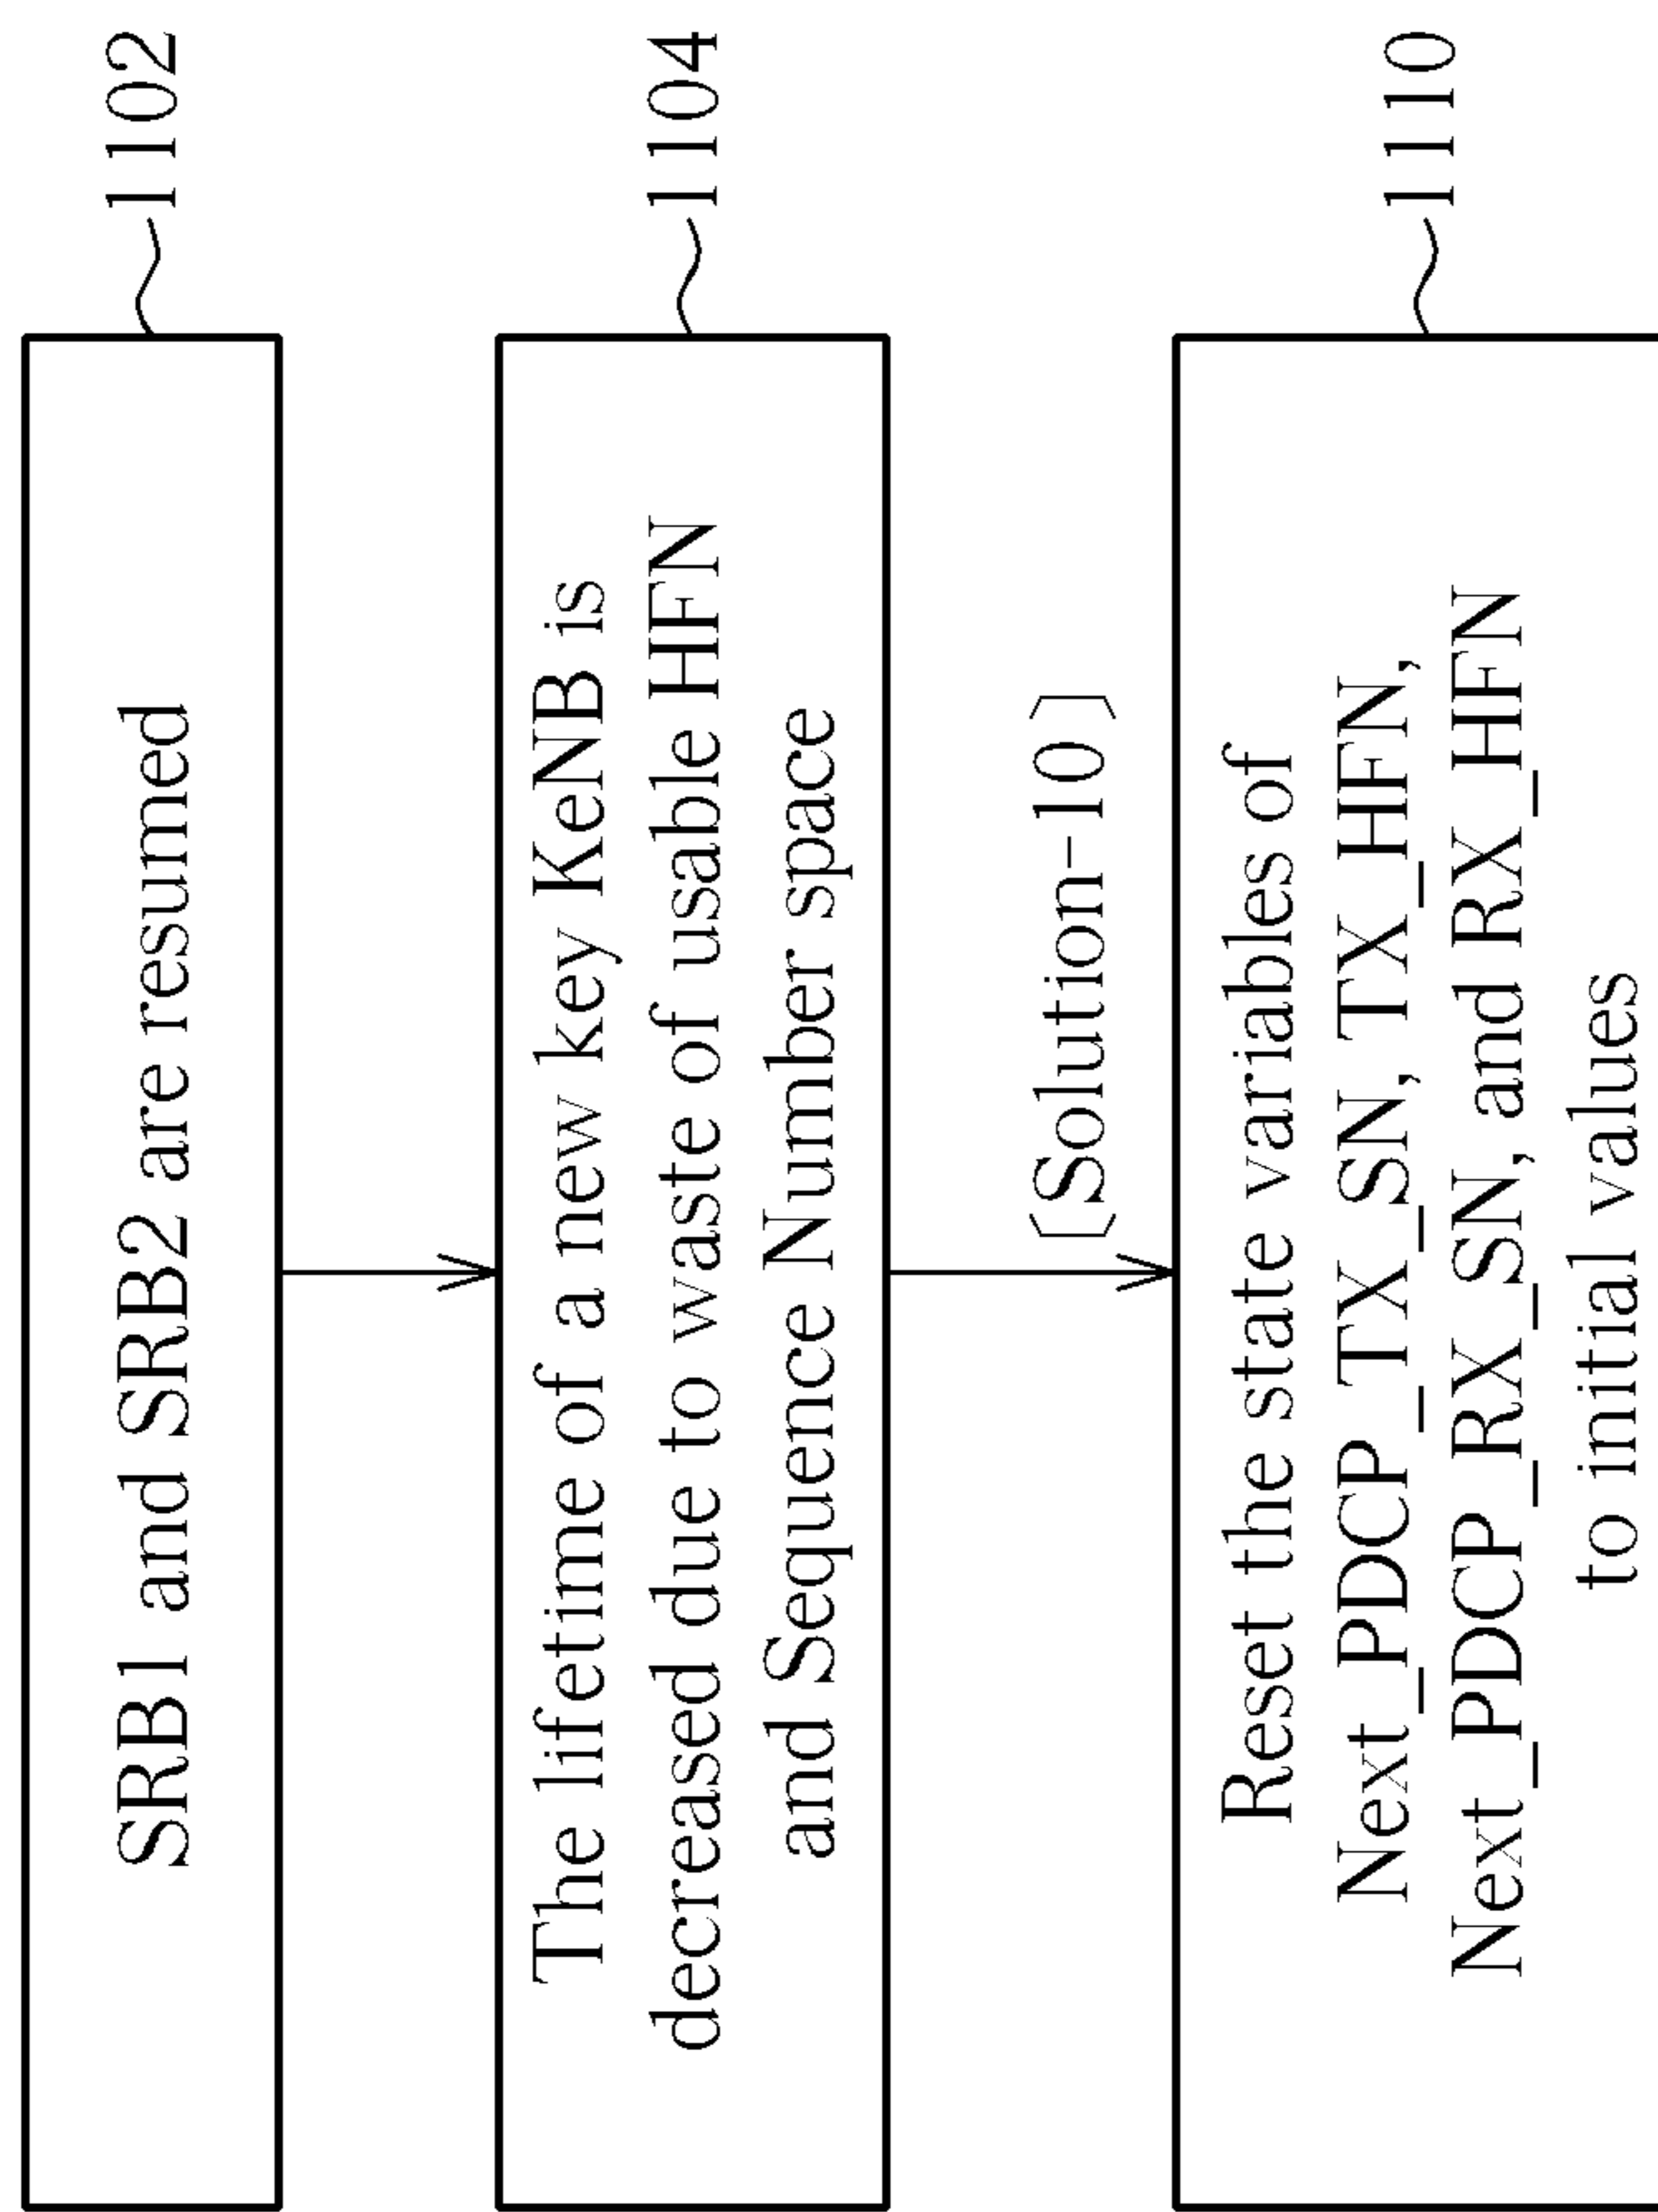 SRB1 and SRB2 are resumed
1102
The lifetime of a new key KeNB is
decreased due to waste of usable HFN
and Sequence Number space
1104
(Solution-10)
Reset the state variables of
Next_PDCP_TX_SN, TX_HFN,
Next_PDCP_RX_SN, and RX_HFN
to initial values
1110